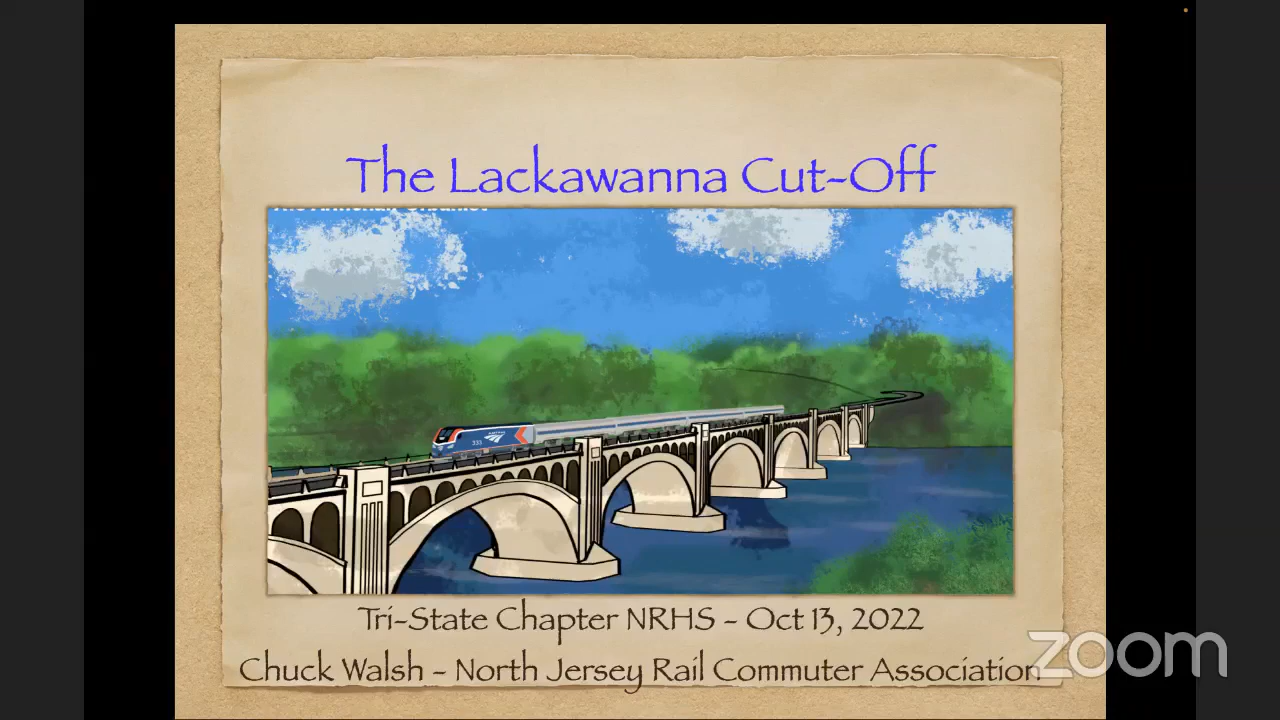 The Lackawanna Cut-Off
333
Tri-State Chapter NRHS - Oct 13, 2022
Chuck Walsh - North Jersey Rail Commuter Association
zoom